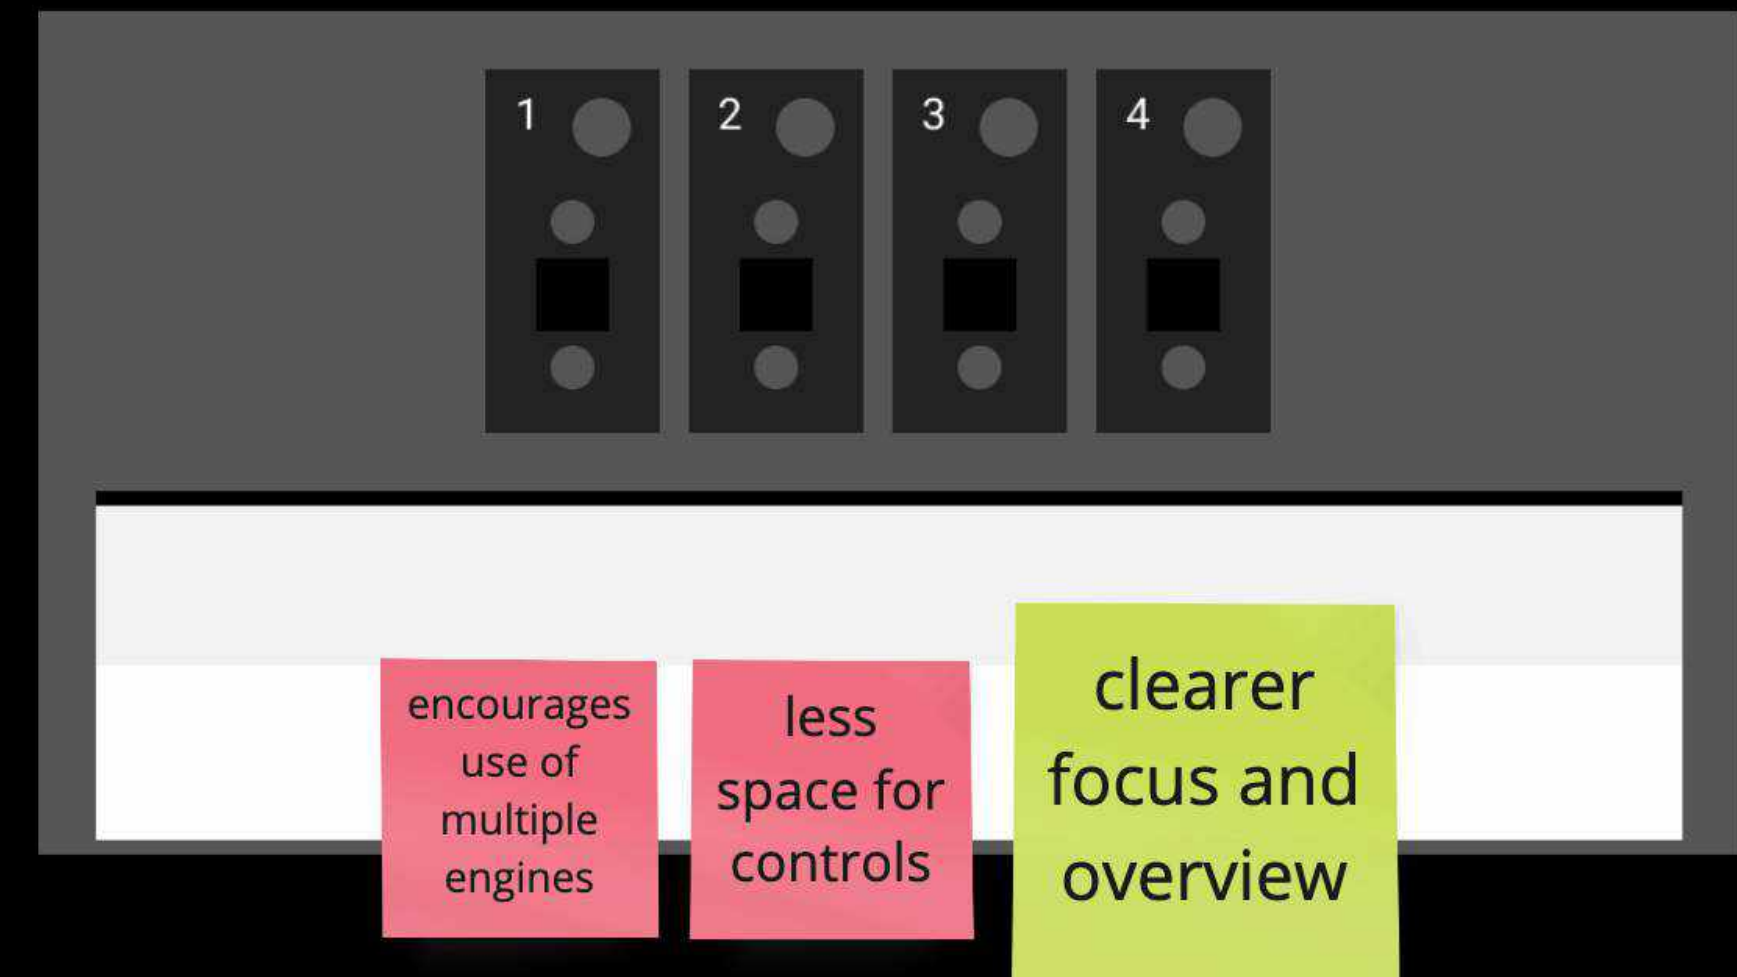 1 2 3 4
encourages
use of
multiple
engines
less
space for
controls
clearer
focus and
overview